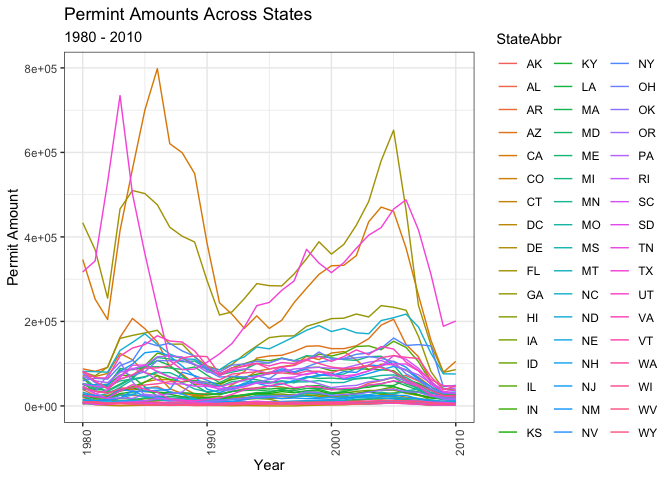 Permint Amounts Across States
1980 - 2010
Permit Amount
8e+05
6e+05
4e+05
2e+05
0e+00
1980
1990
2000
2010
Year
StateAbbr
AK KY NY
AL LA OH
AR MA OK
AZ MD OR
CA ME PA
CO MI RI
CT MN SC
DC MO SD
DE MS TN
FL MT TX
GA NC UT
HI ND VA
IA NE VT
ID NH WA
IL NJ WI
IN NM WV
KS NV WY